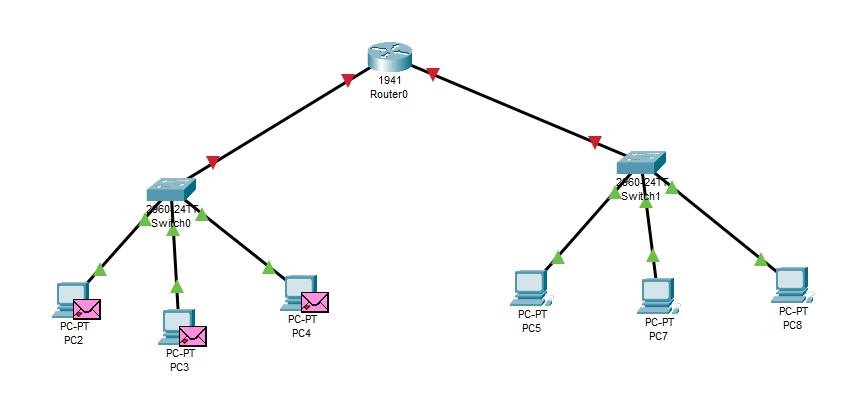 1941
Router0
2960-24TT
Switch0
2960-24TT
Switch1
PC-PT
PC2
PC-PT
PC3
PC-PT
PC4
PC-PT
PC5
PC-PT
PC7
PC-PT
PC8